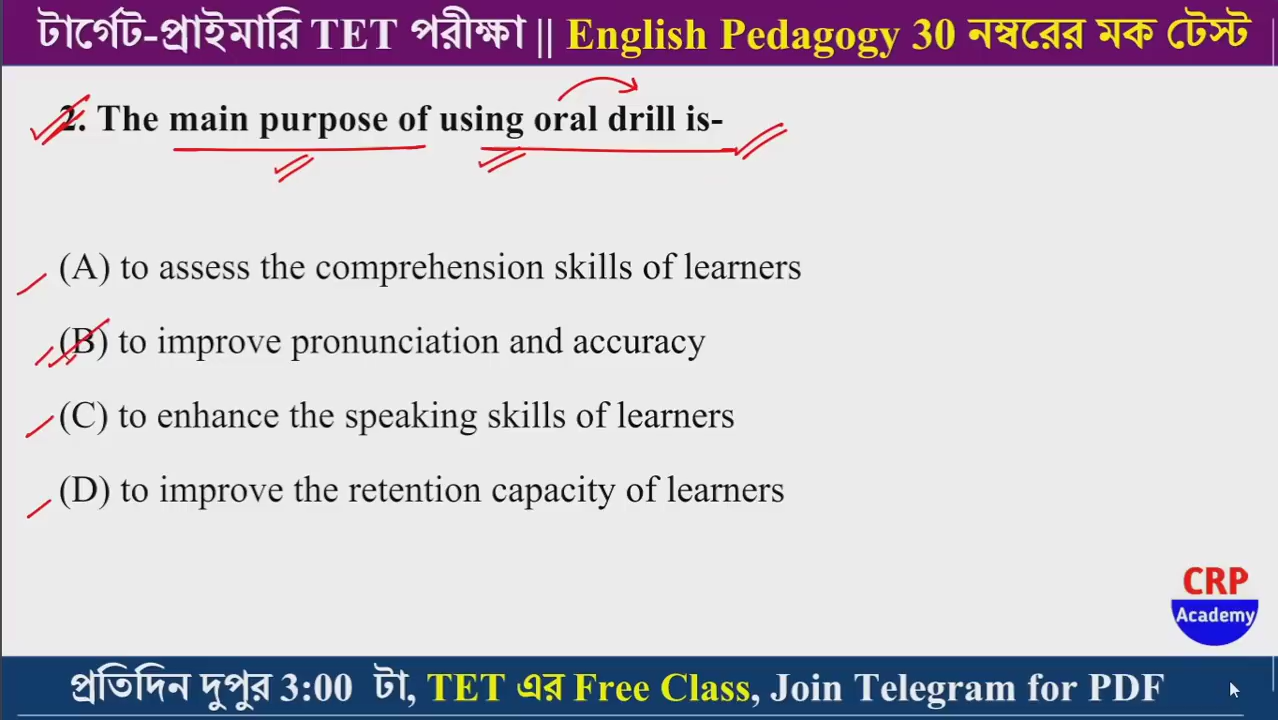 টার্গেট-প্রাইমারি TET পরীক্ষা || English Pedagogy 30 নম্বরের মক টেস্ট
2. The main purpose of using oral drill is-
(A) to assess the comprehension skills of learners
(B) to improve pronunciation and accuracy
(C) to enhance the speaking skills of learners
(D) to improve the retention capacity of learners
CRP
Academy
প্রতিদিন দুপুর 3:00 টা, TET এর Free Class, Join Telegram for PDF